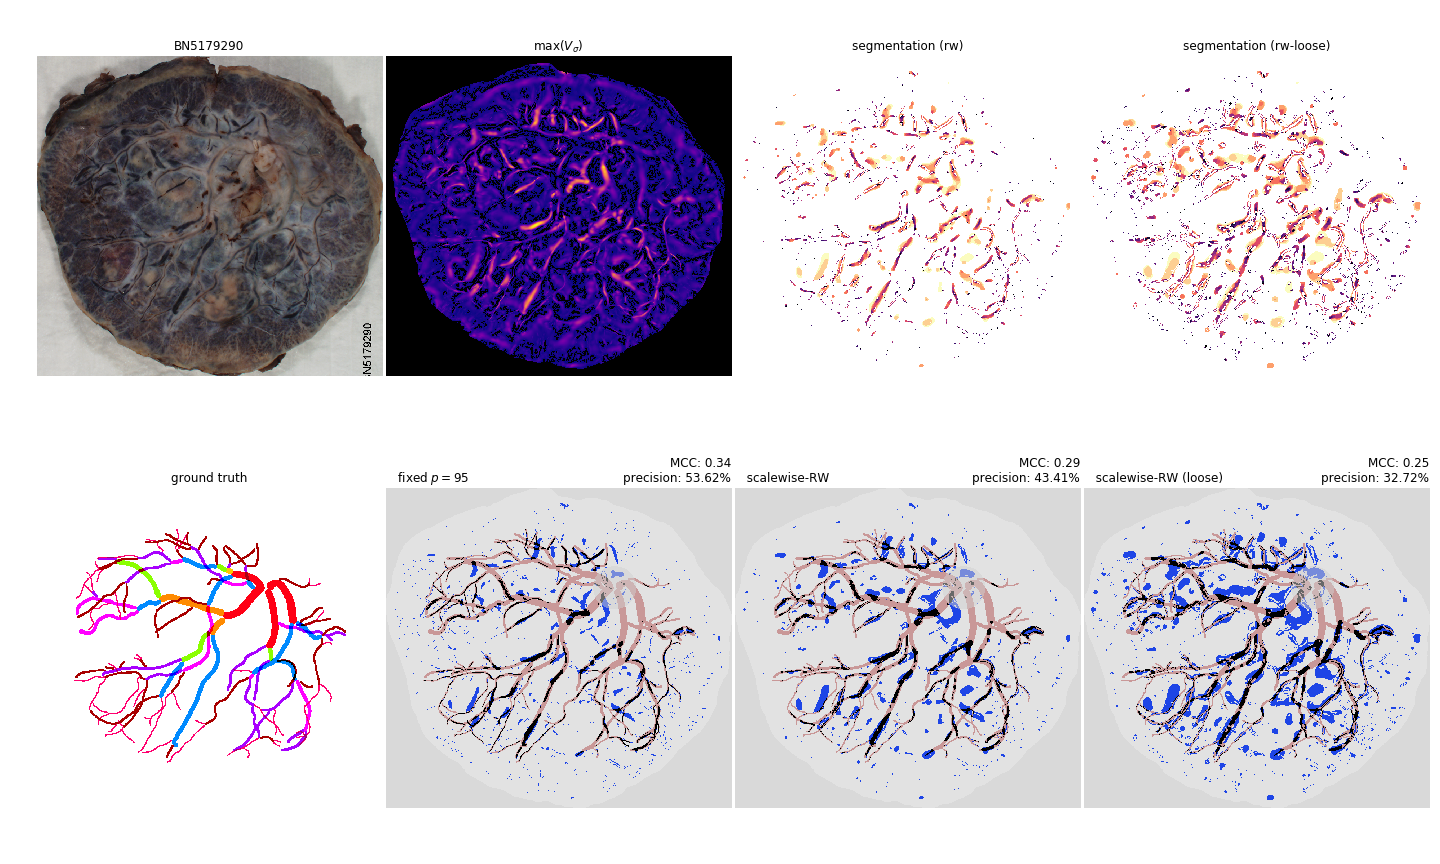 BN5179290
max(Vσ)
segmentation (rw)
segmentation (rw-loose)
BN5179290
ground truth
fixed p = 95
MCC: 0.34
precision: 53.62%
scalewise-RW
MCC: 0.29
precision: 43.41%
scalewise-RW (loose)
MCC: 0.25
precision: 32.72%